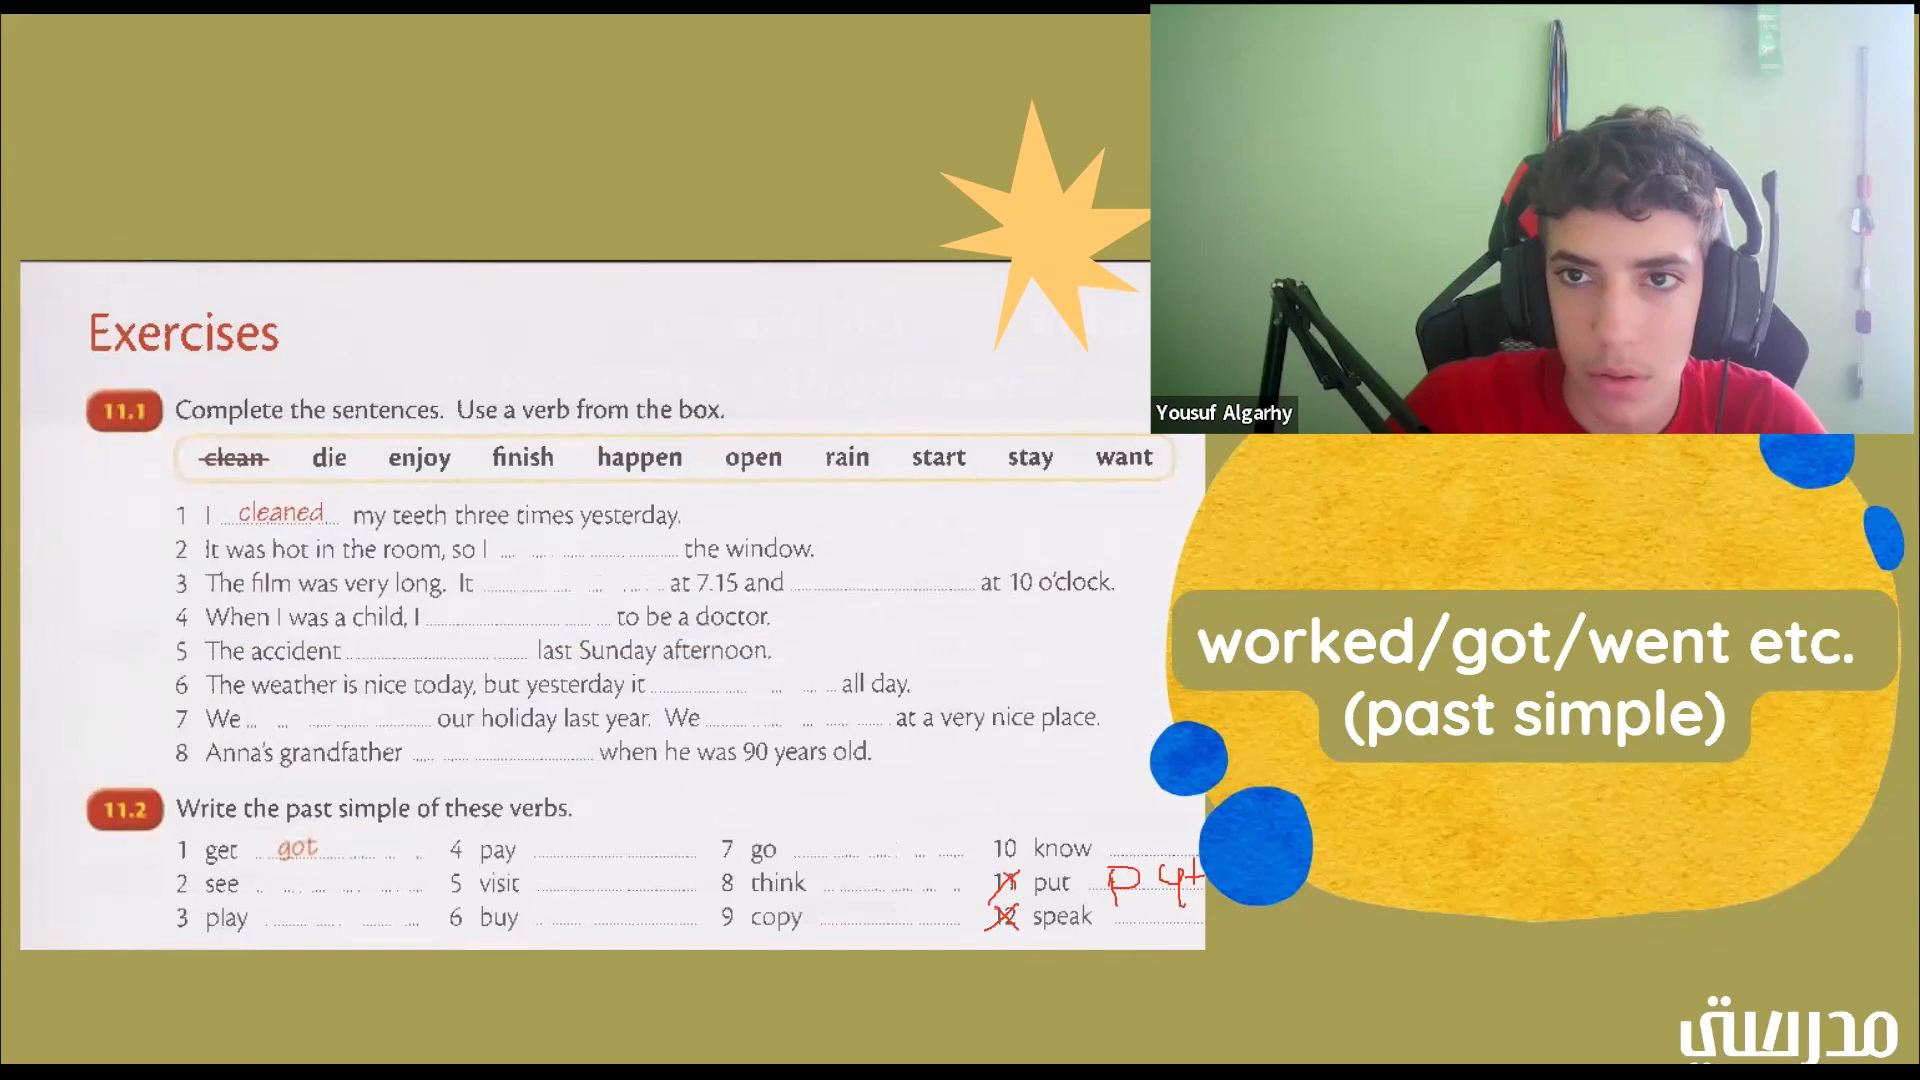 Exercises
11.1 Complete the sentences. Use a verb from the box.
clean die enjoy finish happen open rain start stay want
1 I cleaned my teeth three times yesterday.
2 It was hot in the room, so I the window.
3 The film was very long. It at 7.15 and at 10 o'clock.
4 When I was a child, I to be a doctor.
5 The accident last Sunday afternoon.
6 The weather is nice today, but yesterday it all day.
7 We our holiday last year. We at a very nice place.
8 Anna's grandfather when he was 90 years old.
11.2 Write the past simple of these verbs.
1 get got 4 pay 7 go 10 know
2 see 5 visit 8 think 11 put put
3 play 6 buy 9 copy 12 speak
Yousuf Algarhy
worked/got/went etc.
(past simple)
مدرستي